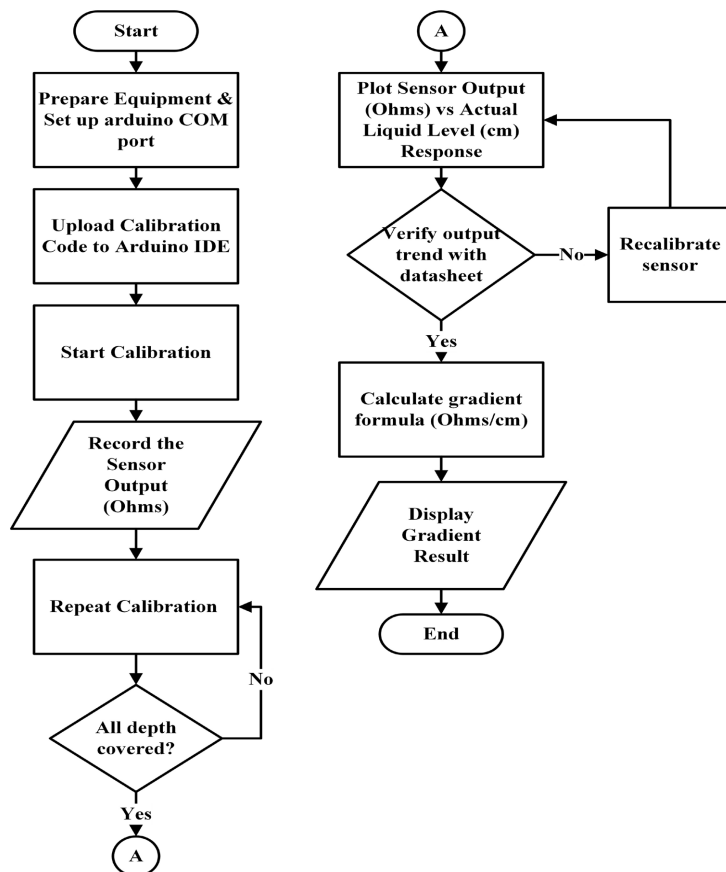 Start
Prepare Equipment &
Set up arduino COM
port
Upload Calibration
Code to Arduino IDE
Start Calibration
Record the
Sensor
Output
(Ohms)
Repeat Calibration
No
All depth
covered?
Yes
A
A
Plot Sensor Output
(Ohms) vs Actual
Liquid Level (cm)
Response
Verify output
trend with
datasheet
No
Recalibrate
sensor
Yes
Calculate gradient
formula (Ohms/cm)
Display
Gradient
Result
End